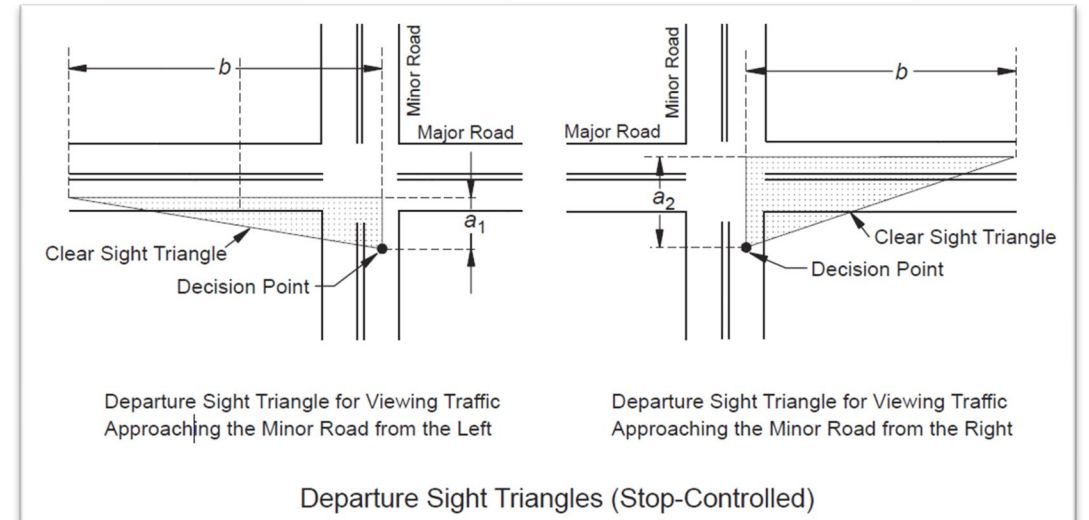 b
Minor Road
Major Road
a1
Clear Sight Triangle
Decision Point
Departure Sight Triangle for Viewing Traffic
Approaching the Minor Road from the Left
b
Minor Road
Major Road
a2
Clear Sight Triangle
Decision Point
Departure Sight Triangle for Viewing Traffic
Approaching the Minor Road from the Right
Departure Sight Triangles (Stop-Controlled)